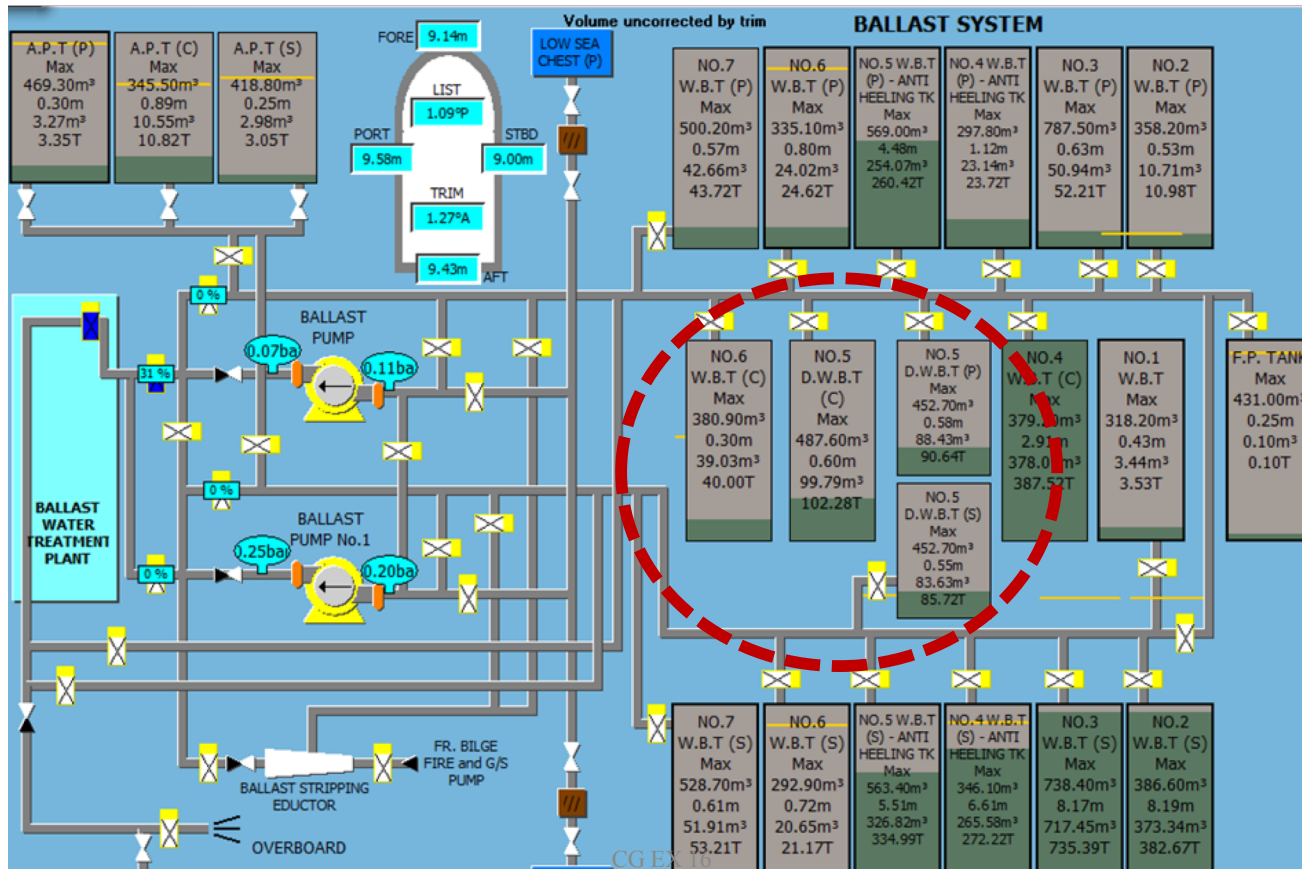 Volume uncorrected by trim
BALLAST SYSTEM
A.P.T (P)
Max
469.30m³
0.30m
3.27m³
3.35T
A.P.T (C)
Max
345.50m³
0.89m
10.55m³
10.82T
A.P.T (S)
Max
418.80m³
0.25m
2.98m³
3.05T
FORE
9.14m
LIST
1.09ºP
PORT
9.58m
STBD
9.00m
TRIM
1.27ºA
9.43m
AFT
LOW SEA
CHEST (P)
NO.7
W.B.T (P)
Max
500.20m³
0.57m
42.66m³
43.72T
NO.6
W.B.T (P)
Max
335.10m³
0.80m
24.02m³
24.62T
NO.5 W.B.T
(P) - ANTI
HEELING TK
Max
569.00m³
4.48m
254.07m³
260.42T
NO.4 W.B.T
(P) - ANTI
HEELING TK
Max
297.80m³
1.12m
23.14m³
23.72T
NO.3
W.B.T (P)
Max
787.50m³
0.63m
50.94m³
52.21T
NO.2
W.B.T (P)
Max
358.20m³
0.53m
10.71m³
10.98T
0 %
BALLAST
PUMP
0.07ba
0.11ba
31 %
0 %
BALLAST
WATER
TREATMENT
PLANT
BALLAST
PUMP No.1
0.25ba
0.20ba
0 %
NO.6
W.B.T (C)
Max
380.90m³
0.30m
39.03m³
40.00T
NO.5
D.W.B.T
(C)
Max
487.60m³
0.60m
99.79m³
102.28T
NO.5
D.W.B.T (P)
Max
452.70m³
0.58m
88.43m³
90.64T
NO.5
D.W.B.T (S)
Max
452.70m³
0.55m
83.63m³
85.72T
NO.4
W.B.T (C)
Max
2.91m
387.52T
NO.1
W.B.T
Max
318.20m³
0.43m
3.44m³
3.53T
F.P. TANK
Max
431.00m³
0.25m
0.10m³
0.10T
BALLAST STRIPPING
EDUCTOR
FR. BILGE
FIRE and G/S
PUMP
OVERBOARD
NO.7
W.B.T (S)
Max
528.70m³
0.61m
51.91m³
53.21T
NO.6
W.B.T (S)
Max
292.90m³
0.72m
20.65m³
21.17T
NO.5 W.B.T
(S) - ANTI
HEELING TK
Max
563.40m³
5.51m
326.82m³
334.99T
NO.4 W.B.T
(S) - ANTI
HEELING TK
Max
346.10m³
6.61m
265.58m³
272.22T
NO.3
W.B.T (S)
Max
738.40m³
8.17m
717.45m³
735.39T
NO.2
W.B.T (S)
Max
386.60m³
8.19m
373.34m³
382.67T
CG EX 16